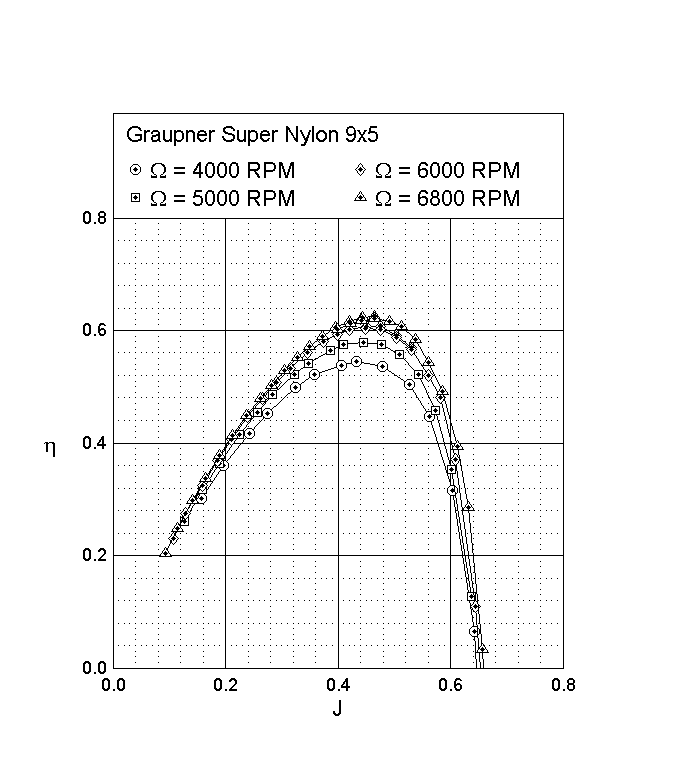 Graupner Super Nylon 9x5
Ω = 4000 RPM
Ω = 6000 RPM
Ω = 5000 RPM
Ω = 6800 RPM
0.8
0.6
η
0.4
0.2
0.0
0.0 0.2 0.4 0.6 0.8
J